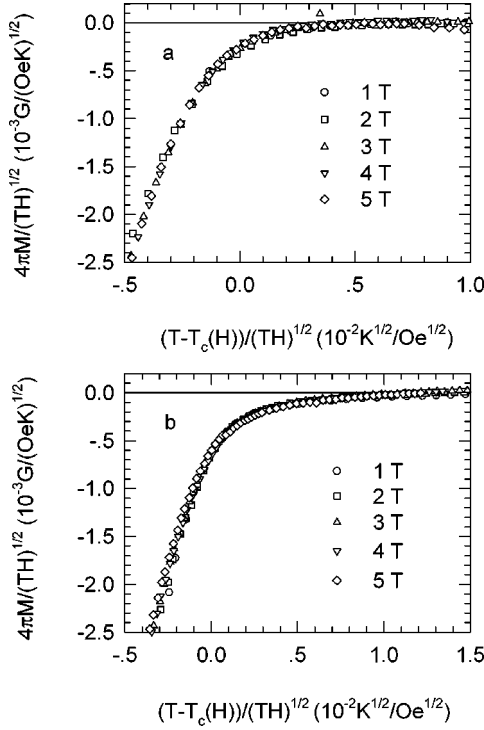 4πM/(TH)^1/2 (10^-3G/(OeK)^1/2)
0.0
-.5
-1.0
-1.5
-2.0
-2.5
a
1 T
2 T
3 T
4 T
5 T
-.5 0.0 .5 1.0
(T-T_c(H))/(TH)^1/2 (10^-2K^1/2/Oe^1/2)
4πM/(TH)^1/2 (10^-3G/(OeK)^1/2)
0.0
-.5
-1.0
-1.5
-2.0
-2.5
b
1 T
2 T
3 T
4 T
5 T
-.5 0.0 .5 1.0 1.5
(T-T_c(H))/(TH)^1/2 (10^-2K^1/2/Oe^1/2)